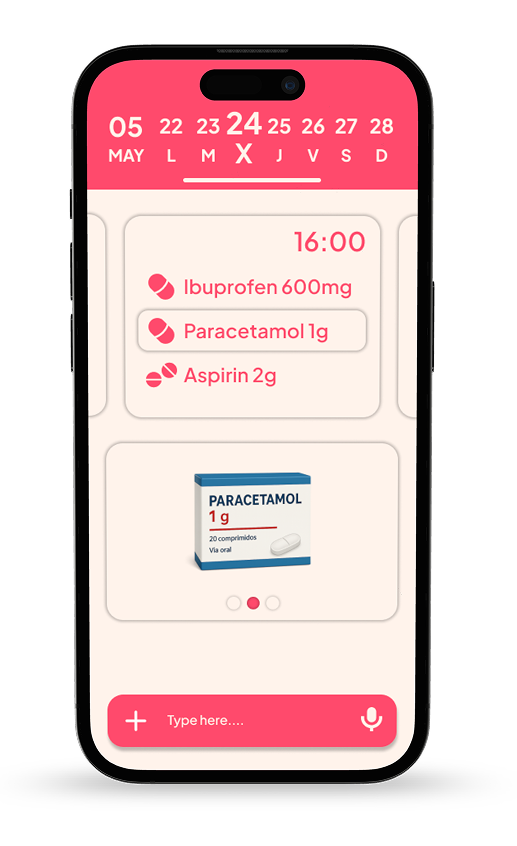 05 22 23 24 25 26 27 28
MAY L M X J V S D
16:00
Ibuprofen 600mg
Paracetamol 1g
Aspirin 2g
PARACETAMOL
1 g
20 comprimidos
Via oral
Type here....